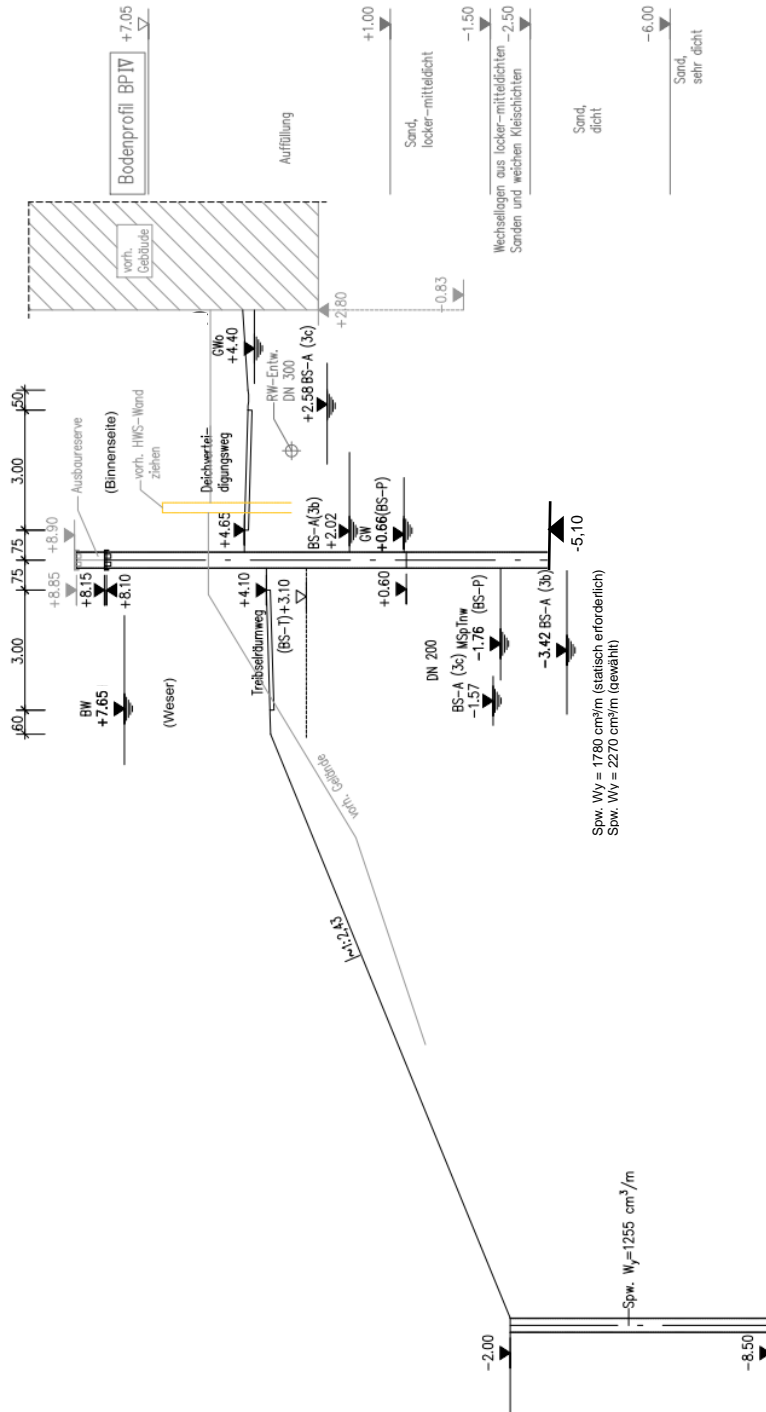 Bodenprofil BPIV
+7.05
Auffüllung
+1.00
Sand,
locker-mitteldicht
-1.50
Wechsellagen aus locker-mitteldichten
Sanden und weichen Kleischichten
-2.50
Sand,
dicht
-6.00
Sand,
sehr dicht
vorh.
Gebäude
+2.80
-0.83
GWo
+4.40
RW-Entw.
DN 300
+2.58 BS-A (3c)
50
3.00
75
75
3.00
60
Ausbaureserve
(Binnenseite)
vorh. HWS-Wand
ziehen
Deichvertei-
digungsweg
+8.90
+8.85
+8.15
+8.10
+4.65
BS-A(3b)
+2.02
GW
+0.66(BS-P)
-5,10
+4.10
Treibselräumweg
(BS-T)+3.10
+0.60
BW
+7.65
(Weser)
DN 200
MSpTnw
-1.76 (BS-P)
BS-A (3c)
-1.57
-3.42 BS-A (3b)
Spw. Wy = 1780 cm³/m (statisch erforderlich)
Spw. Wy = 2270 cm³/m (gewählt)
vorh. Gelände
~1:2,43
Spw. Wy=1255 cm³/m
-2.00
-8.50